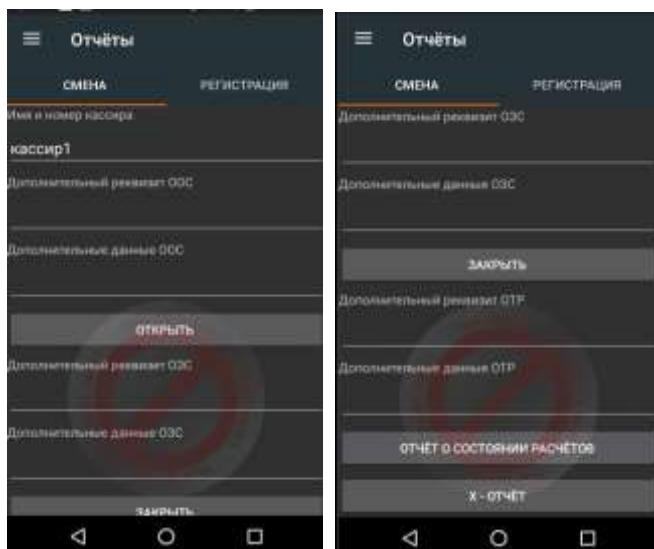 Отчёты
СМЕНА РЕГИСТРАЦИЯ
Имя и номер кассира
кассир1
Дополнительный реквизит ООС
Дополнительные данные ООС
ОТКРЫТЬ
Дополнительный реквизит ОЗС
Дополнительные данные ОЗС
ЗАКРЫТЬ
Отчёты
СМЕНА РЕГИСТРАЦИЯ
Дополнительный реквизит ОЗС
Дополнительные данные ОЗС
ЗАКРЫТЬ
Дополнительный реквизит ОТР
Дополнительные данные ОТР
ОТЧЁТ О СОСТОЯНИИ РАСЧЁТОВ
X - ОТЧЁТ